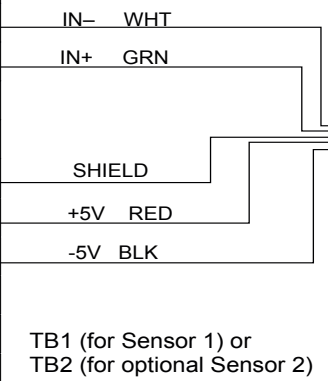 IN– WHT
IN+ GRN
SHIELD
+5V RED
-5V BLK
TB1 (for Sensor 1) or
TB2 (for optional Sensor 2)